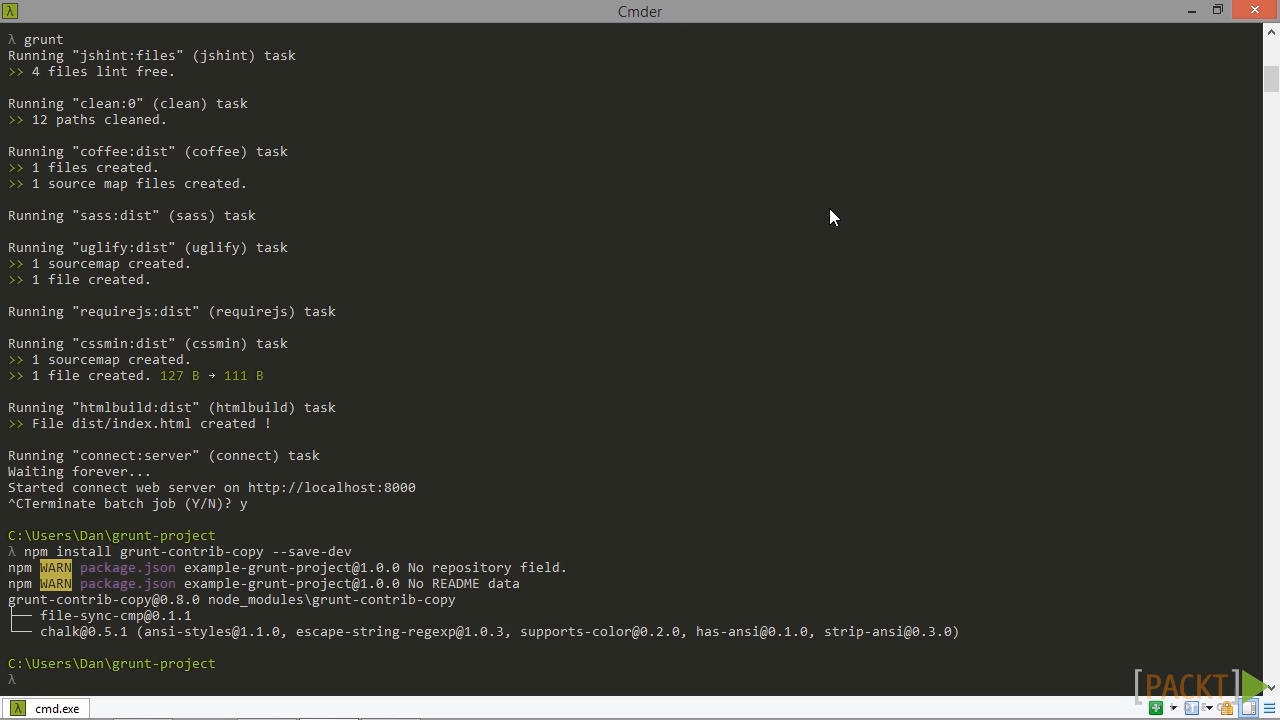 Cmder
λ grunt
Running "jshint:files" (jshint) task
>> 4 files lint free.
Running "clean:0" (clean) task
>> 12 paths cleaned.
Running "coffee:dist" (coffee) task
>> 1 files created.
>> 1 source map files created.
Running "sass:dist" (sass) task
Running "uglify:dist" (uglify) task
>> 1 sourcemap created.
>> 1 file created.
Running "requirejs:dist" (requirejs) task
Running "cssmin:dist" (cssmin) task
>> 1 sourcemap created.
>> 1 file created. 127 B → 111 B
Running "htmlbuild:dist" (htmlbuild) task
>> File dist/index.html created !
Running "connect:server" (connect) task
Waiting forever...
Started connect web server on http://localhost:8000
^CTerminate batch job (Y/N)? y
C:\Users\Dan\grunt-project
λ npm install grunt-contrib-copy --save-dev
npm WARN package.json example-grunt-project@1.0.0 No repository field.
npm WARN package.json example-grunt-project@1.0.0 No README data
grunt-contrib-copy@0.8.0 node_modules\grunt-contrib-copy
├── file-sync-cmp@0.1.1
└── chalk@0.5.1 (ansi-styles@1.1.0, escape-string-regexp@1.0.3, supports-color@0.2.0, has-ansi@0.1.0, strip-ansi@0.3.0)
C:\Users\Dan\grunt-project
λ
[PACKT]
cmd.exe